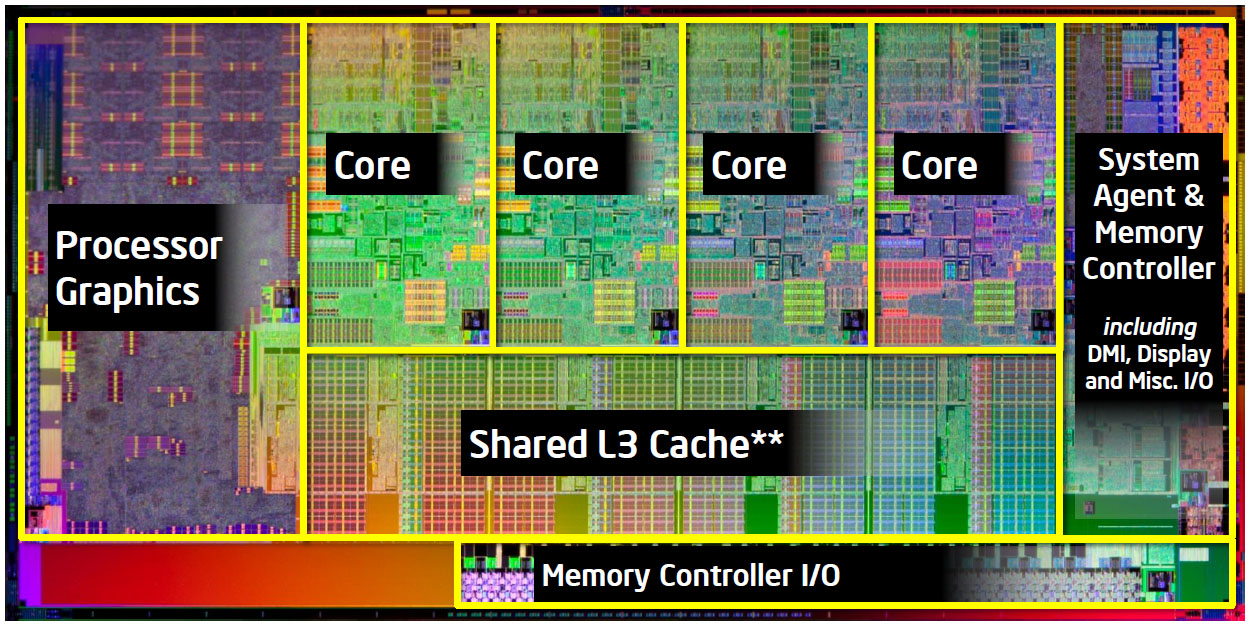 Processor
Graphics
Core
Core
Core
Core
System
Agent &
Memory
Controller
including
DMI, Display
and Misc. I/O
Shared L3 Cache**
Memory Controller I/O